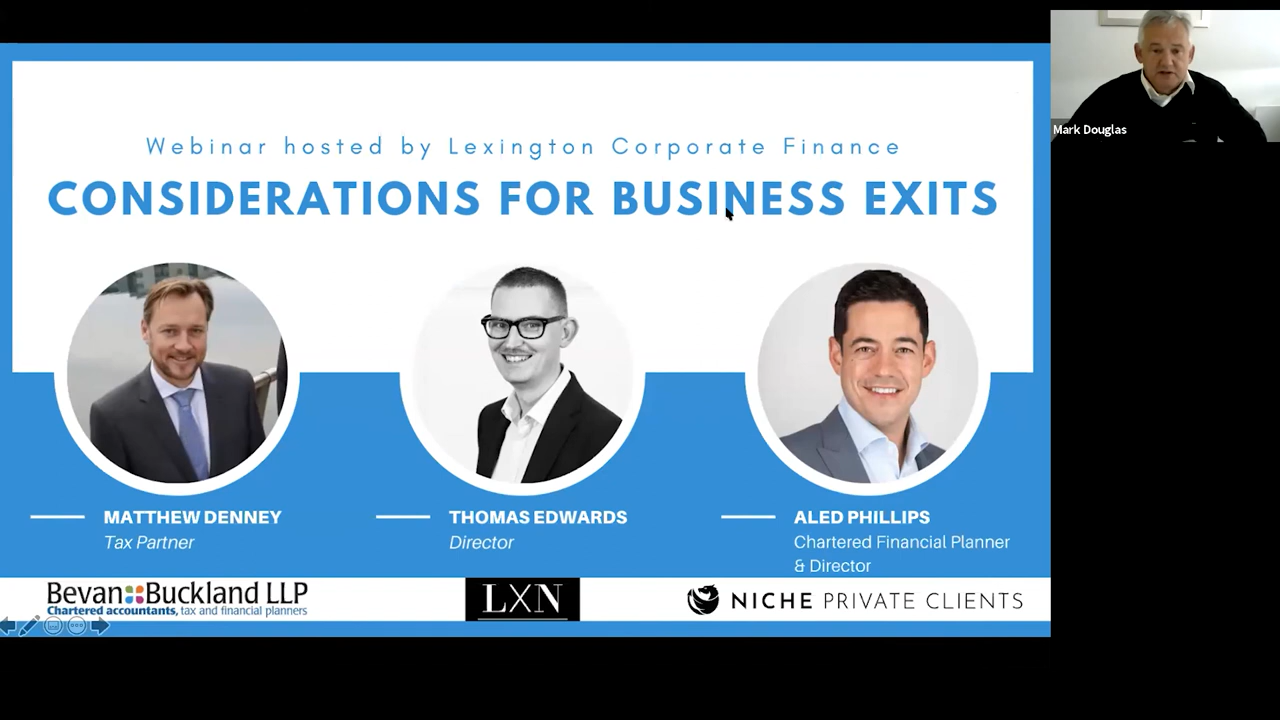 Webinar hosted by Lexington Corporate Finance
CONSIDERATIONS FOR BUSINESS EXITS
MATTHEW DENNEY
Tax Partner
THOMAS EDWARDS
Director
ALED PHILLIPS
Chartered Financial Planner
& Director
Bevan Buckland LLP
Chartered accountants, tax and financial planners
LXN
NICHE PRIVATE CLIENTS
Mark Douglas